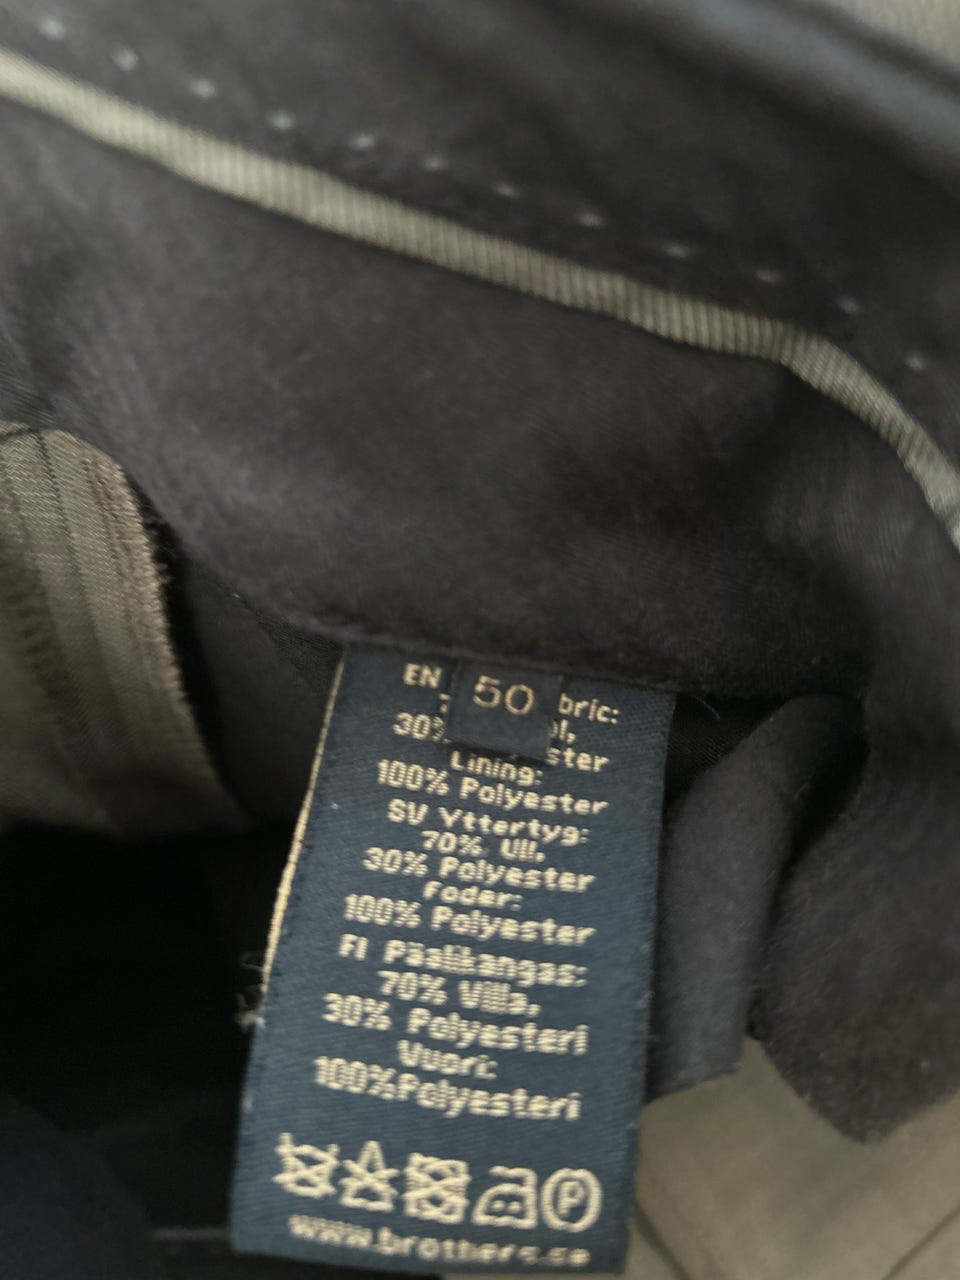 EN 50 bric:
30% ster
Lining:
100% Polyester
SV Yttertyg:
70% Ull,
30% Polyester
Foder:
100% Polyester
FI Päälikangas:
70% Villa,
30% Polyesteri
Vuori:
100%Polyesteri
P
www.brothers.se